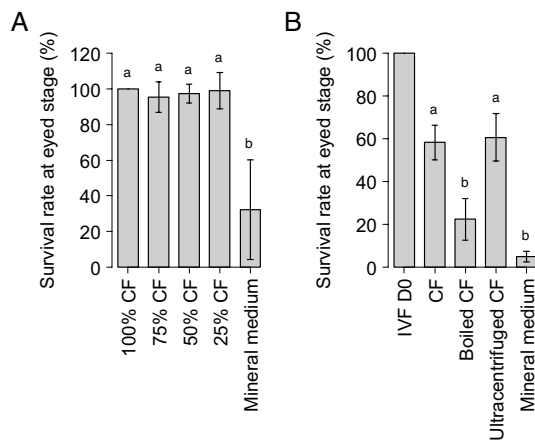 A
B
Survival rate at eyed stage (%)
120
100
80
60
40
20
0
a
a
a
a
b
100% CF
75% CF
50% CF
25% CF
Mineral medium
Survival rate at eyed stage (%)
100
80
60
40
20
0
a
b
a
b
IVF D0
CF
Boiled CF
Ultracentrifuged CF
Mineral medium